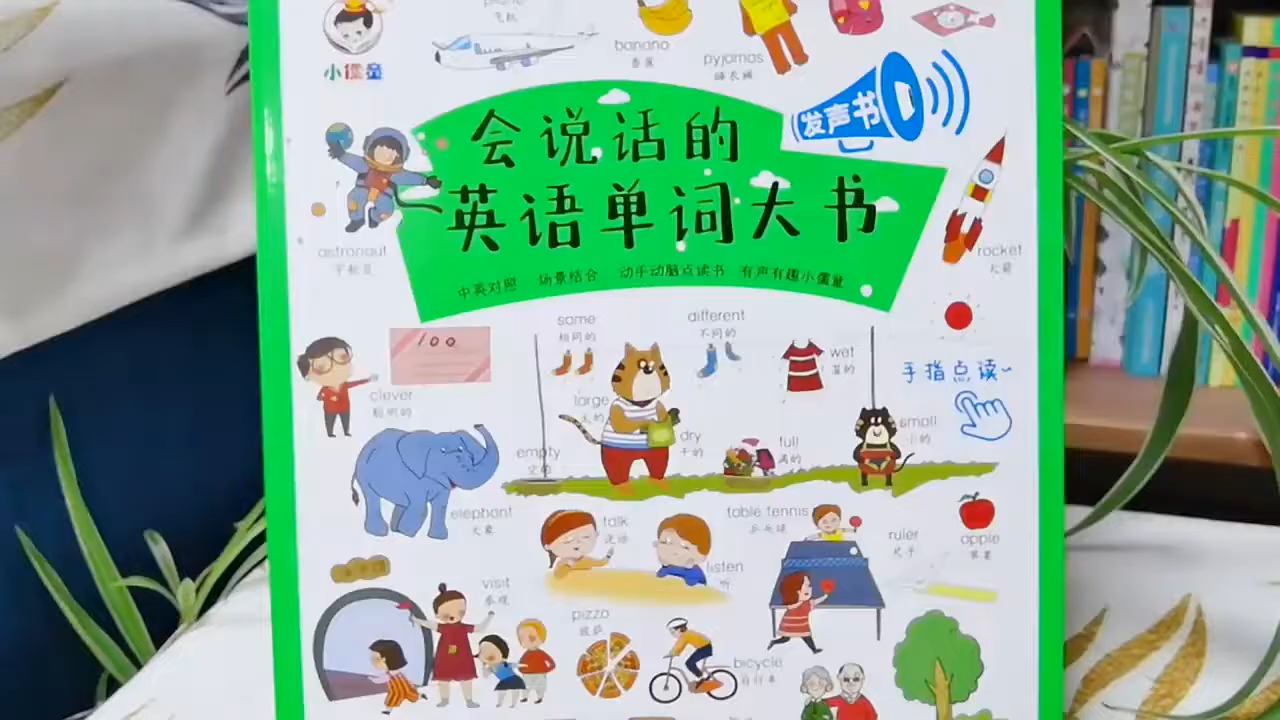 飞机
小儒童
banana
香蕉
pyjamas
睡衣裤
发声书
会说话的
英语单词大书
中英对照 场景结合 动手动脑点读书 有声有趣小儒童
astronaut
宇航员
rocket
火箭
same
相同的
different
不同的
100
wet
湿的
手指点读~
clever
聪明的
large
大的
dry
干的
full
满的
small
小的
empty
空的
elephant
大象
talk
说话
table tennis
乒乓球
ruler
尺子
apple
苹果
listen
听
visit
参观
pizza
披萨
bicycle
自行车